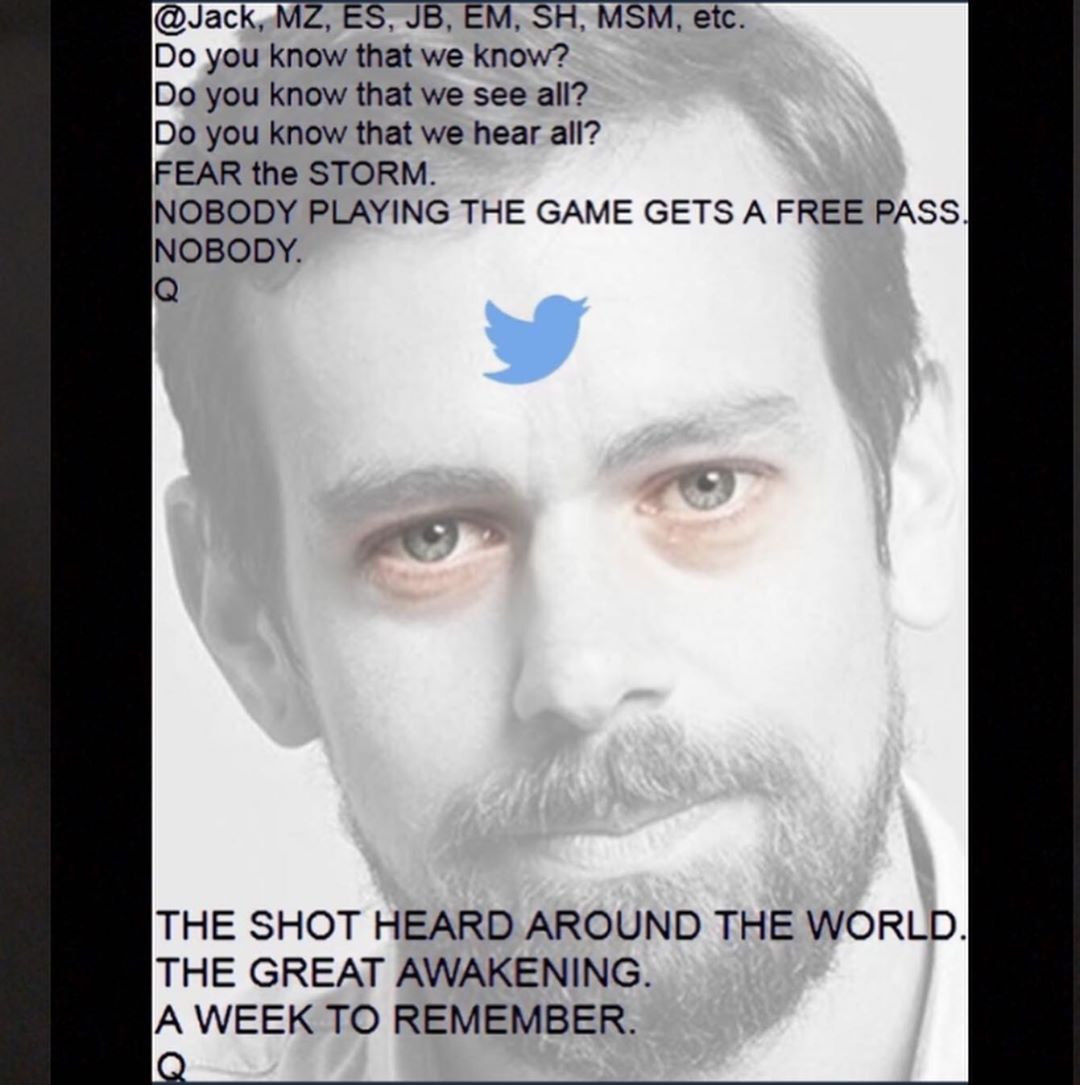 @Jack, MZ, ES, JB, EM, SH, MSM, etc.
Do you know that we know?
Do you know that we see all?
Do you know that we hear all?
FEAR the STORM.
NOBODY PLAYING THE GAME GETS A FREE PASS.
NOBODY.
Q
THE SHOT HEARD AROUND THE WORLD.
THE GREAT AWAKENING.
A WEEK TO REMEMBER.
Q